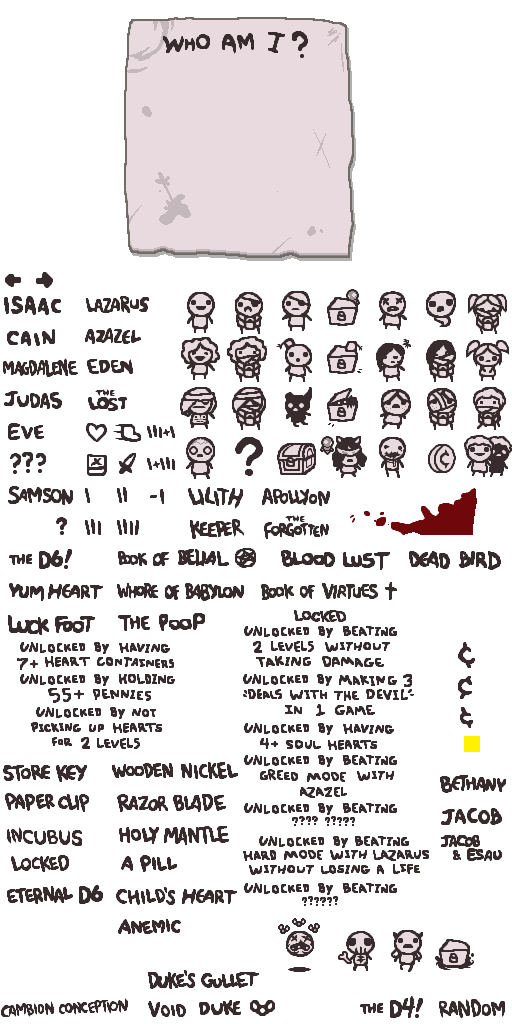 WHO AM I?
ISAAC LAZARUS
CAIN AZAZEL
MAGDALENE EDEN
JUDAS THE LOST
EVE III+I
??? I+III
SAMSON I II -I LILITH APOLLYON
? III IIII KEEPER THE FORGOTTEN
THE D6! BOOK OF BELIAL BLOOD LUST DEAD BIRD
YUM HEART WHORE OF BABYLON BOOK OF VIRTUES
LUCK FOOT THE POOP
LOCKED
UNLOCKED BY HAVING
7+ HEART CONTAINERS
UNLOCKED BY HOLDING
55+ PENNIES
UNLOCKED BY NOT
PICKING UP HEARTS
FOR 2 LEVELS
UNLOCKED BY BEATING
2 LEVELS WITHOUT
TAKING DAMAGE
UNLOCKED BY MAKING 3
"DEALS WITH THE DEVIL"
IN 1 GAME
UNLOCKED BY HAVING
4+ SOUL HEARTS
UNLOCKED BY BEATING
GREED MODE WITH
AZAZEL
UNLOCKED BY BEATING
???? ?????
UNLOCKED BY BEATING
HARD MODE WITH LAZARUS
WITHOUT LOSING A LIFE
UNLOCKED BY BEATING
??????
¢
¢
¢
STORE KEY WOODEN NICKEL
PAPER CLIP RAZOR BLADE
INCUBUS HOLY MANTLE
LOCKED A PILL
ETERNAL D6 CHILD'S HEART
ANEMIC
BETHANY
JACOB
JACOB
& ESAU
DUKE'S GULLET
CAMBION CONCEPTION VOID DUKE THE D4! RANDOM